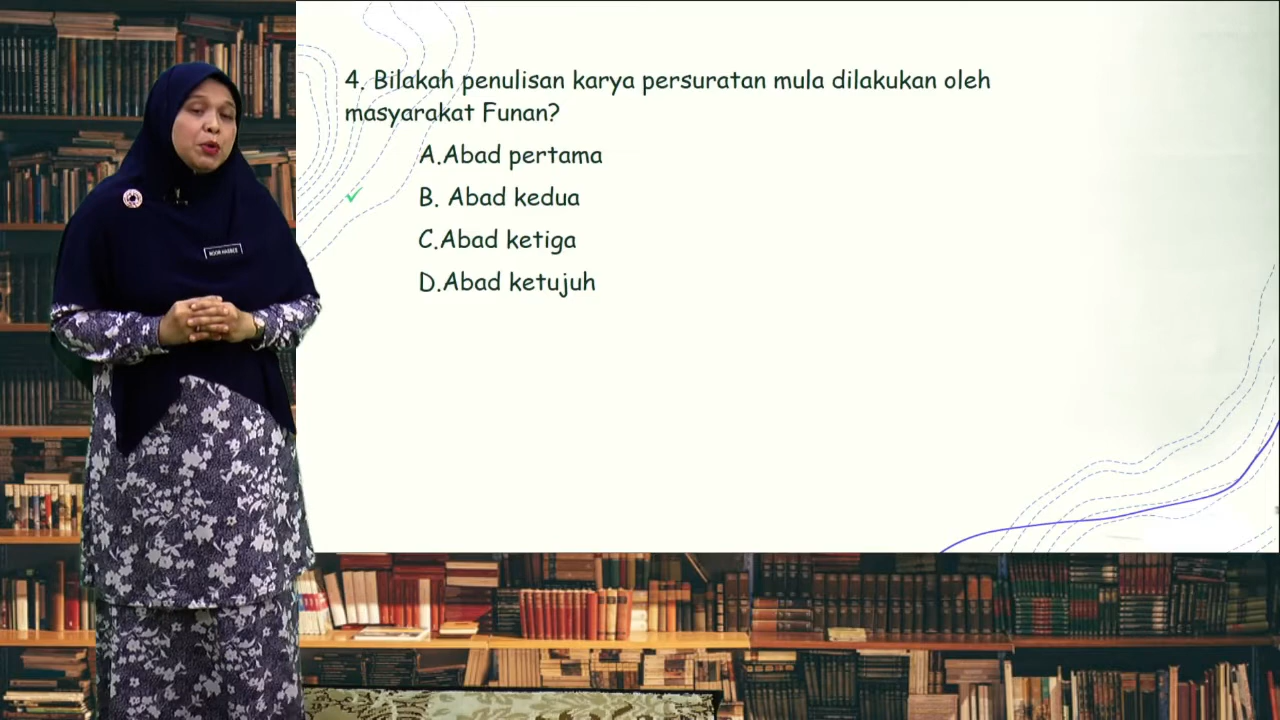 4. Bilakah penulisan karya persuratan mula dilakukan oleh
masyarakat Funan?
A.Abad pertama
B. Abad kedua
C.Abad ketiga
D.Abad ketujuh